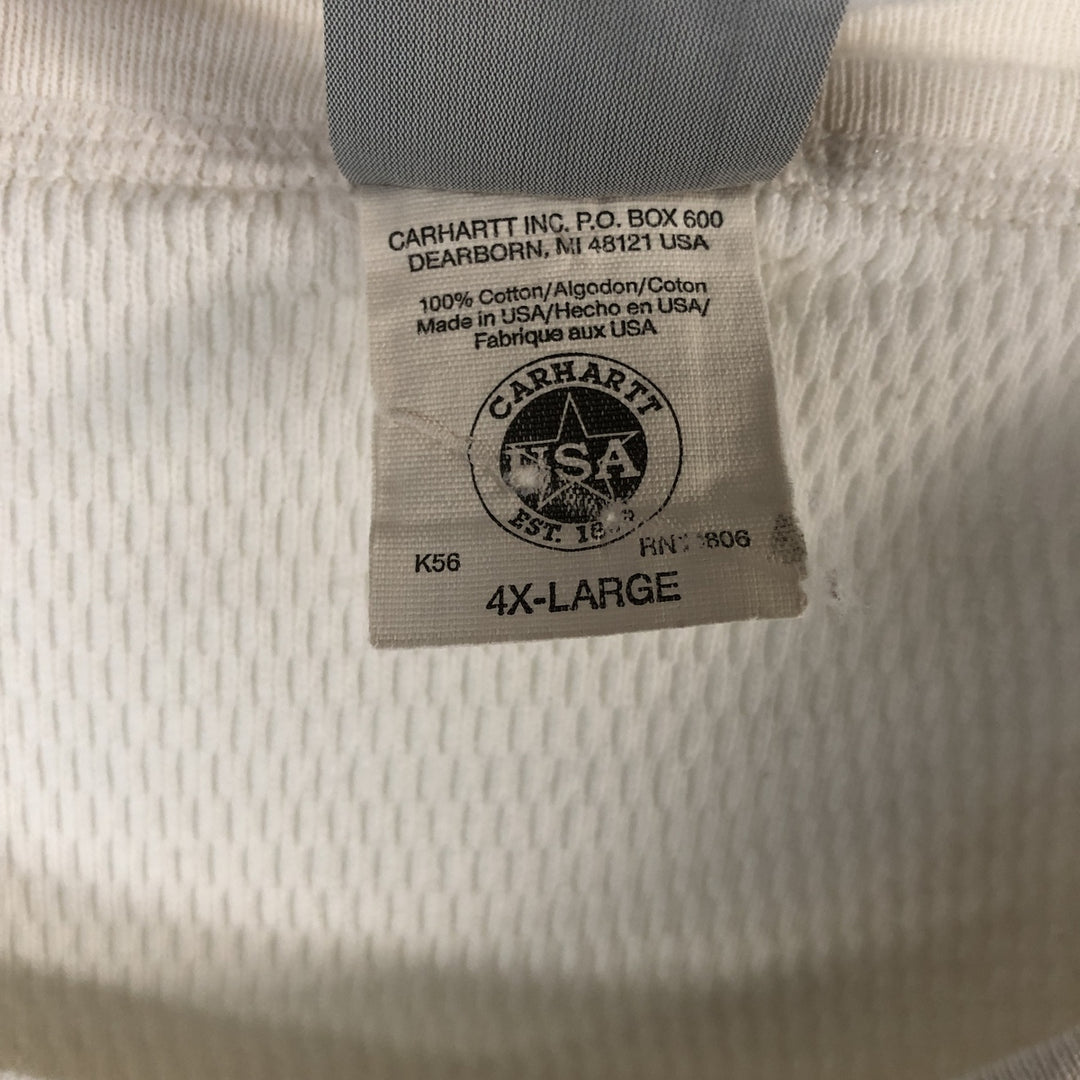 CARHARTT INC. P.O. BOX 600
DEARBORN, MI 48121 USA
100% Cotton/Algodon/Coton
Made in USA/Hecho en USA/
Fabrique aux USA
CARHARTT
USA
EST.
K56
4X-LARGE